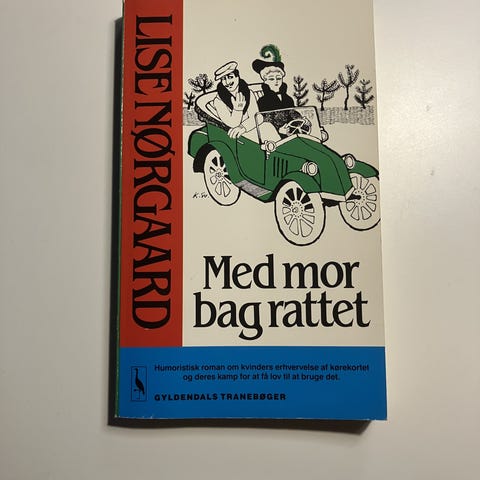 LISE NØRGAARD
K.Sv.
Med mor
bag rattet
Humoristisk roman om kvinders erhvervelse af kørekortet
og deres kamp for at få lov til at bruge det.
GYLDENDALS TRANEBØGER